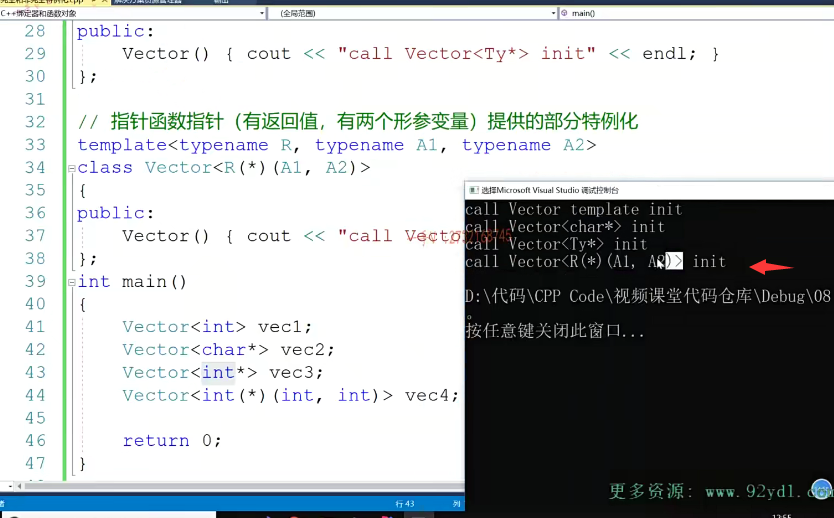 C++绑定器和函数对象
(全局范围)
main()
28 public:
29 Vector() { cout << "call Vector<Ty*> init" << endl; }
30 };
31
32 // 指针函数指针（有返回值，有两个形参变量）提供的部分特例化
33 template<typename R, typename A1, typename A2>
34 class Vector<R(*)(A1, A2)>
35 {
36 public:
37 Vector() { cout << "call Vector
38 };
39 int main()
40 {
41 Vector<int> vec1;
42 Vector<char*> vec2;
43 Vector<int*> vec3;
44 Vector<int(*)(int, int)> vec4;
45
46 return 0;
47 }
行 43
列
选择Microsoft Visual Studio 调试控制台
call Vector template init
call Vector<char*> init
call Vector<Ty*> init
call Vector<R(*)(A1, A2)> init
D:\代码\CPP Code\视频课堂代码仓库\Debug\08
。
按任意键关闭此窗口...
更多资源: www.92ydl.com